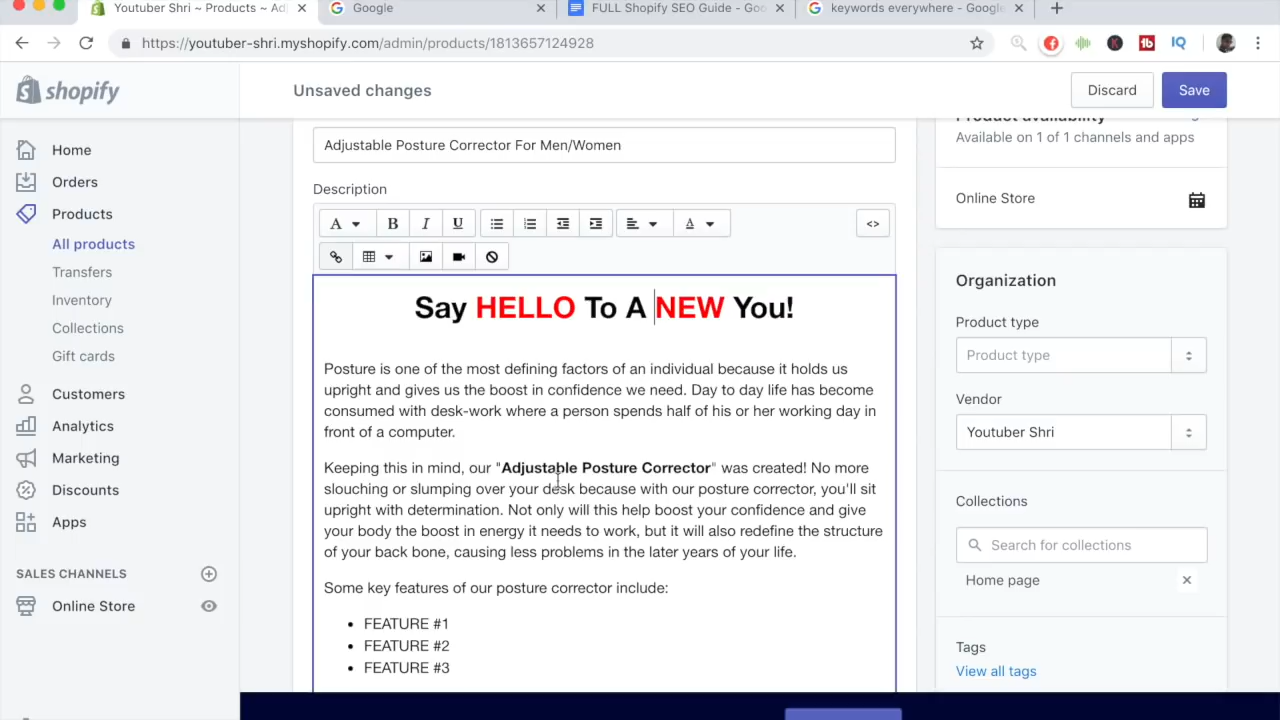 Youtuber Shri ~ Products ~ Ad
Google
FULL Shopify SEO Guide - Goo
keywords everywhere - Google
https://youtuber-shri.myshopify.com/admin/products/1813657124928
shopify
Unsaved changes
Discard
Save
Home
Orders
Products
All products
Transfers
Inventory
Collections
Gift cards
Customers
Analytics
Marketing
Discounts
Apps
SALES CHANNELS
Online Store
Adjustable Posture Corrector For Men/Women
Description
Say HELLO To A NEW You!
Posture is one of the most defining factors of an individual because it holds us
upright and gives us the boost in confidence we need. Day to day life has become
consumed with desk-work where a person spends half of his or her working day in
front of a computer.
Keeping this in mind, our "Adjustable Posture Corrector" was created! No more
slouching or slumping over your desk because with our posture corrector, you'll sit
upright with determination. Not only will this help boost your confidence and give
your body the boost in energy it needs to work, but it will also redefine the structure
of your back bone, causing less problems in the later years of your life.
Some key features of our posture corrector include:
FEATURE #1
FEATURE #2
FEATURE #3
Product availability
Available on 1 of 1 channels and apps
Online Store
Organization
Product type
Product type
Vendor
Youtuber Shri
Collections
Search for collections
Home page
Tags
View all tags